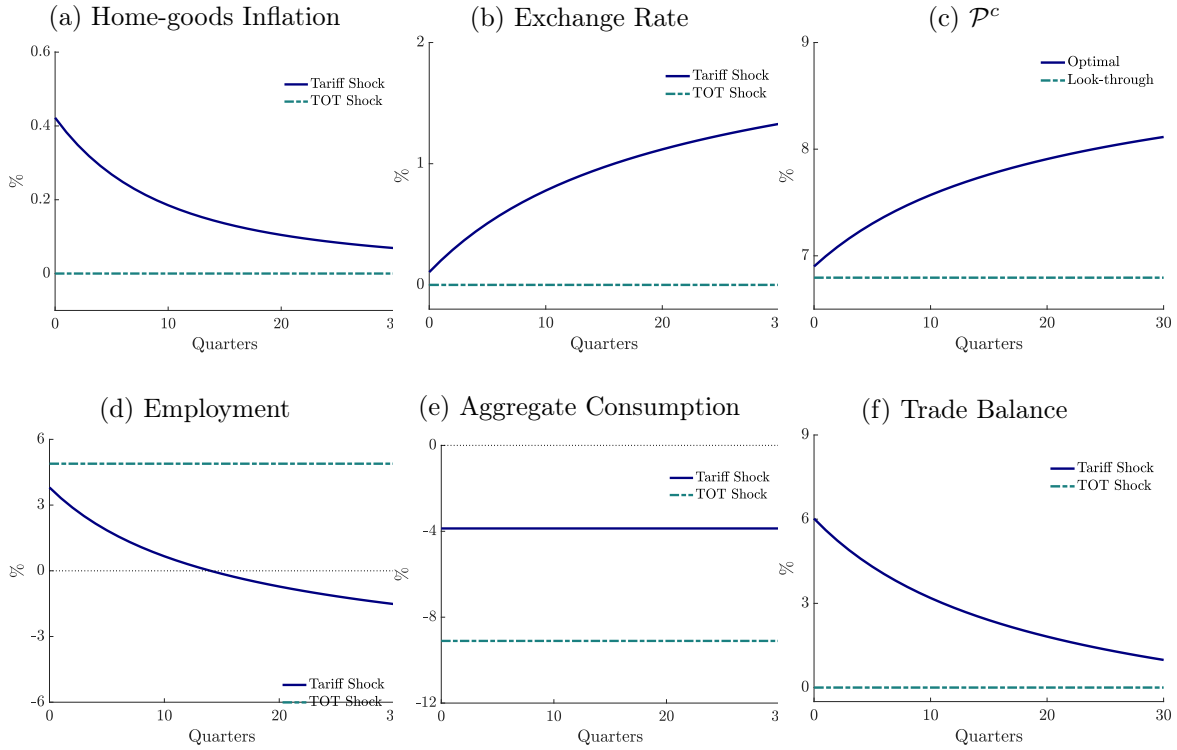 (a) Home-goods Inflation
0.6
0.4
0.2
0
%
Tariff Shock
TOT Shock
0
10
20
3
Quarters
(b) Exchange Rate
2
1
0
%
Tariff Shock
TOT Shock
0
10
20
3
Quarters
(c) 𝒫ᶜ
9
8
7
%
Optimal
Look-through
0
10
20
30
Quarters
(d) Employment
6
3
0
-3
-6
%
Tariff Shock
TOT Shock
0
10
20
3
Quarters
(e) Aggregate Consumption
0
-4
-8
-12
%
Tariff Shock
TOT Shock
0
10
20
3
Quarters
(f) Trade Balance
9
6
3
0
%
Tariff Shock
TOT Shock
0
10
20
30
Quarters